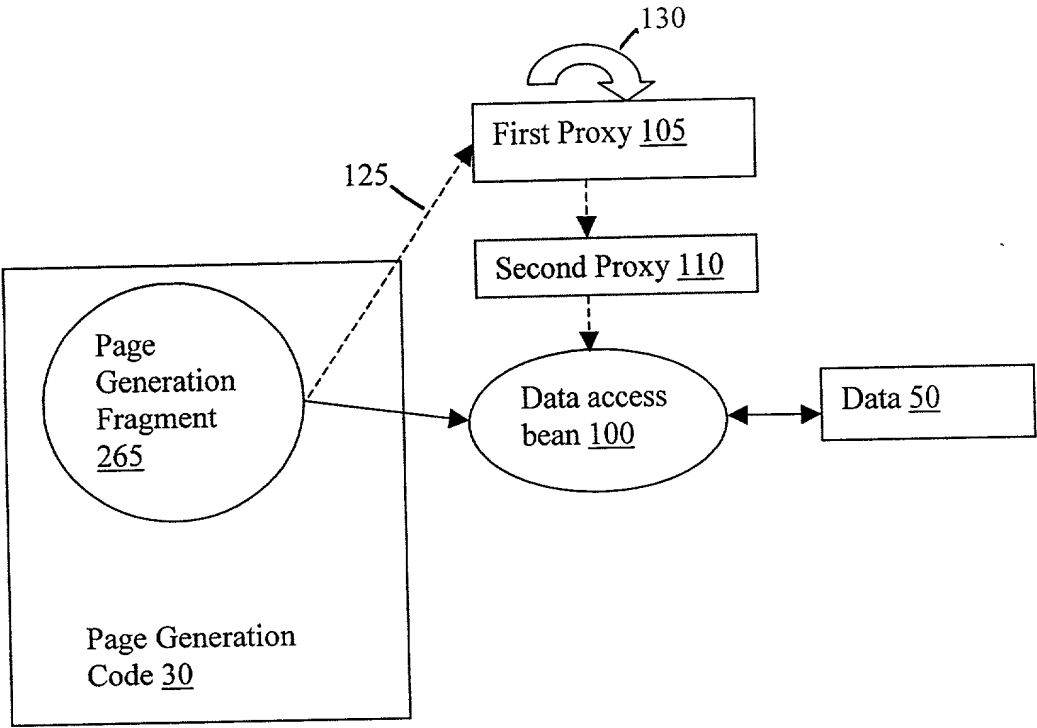 130
First Proxy 105
125
Second Proxy 110
Page
Generation
Fragment
265
Data access
bean 100
Data 50
Page Generation
Code 30